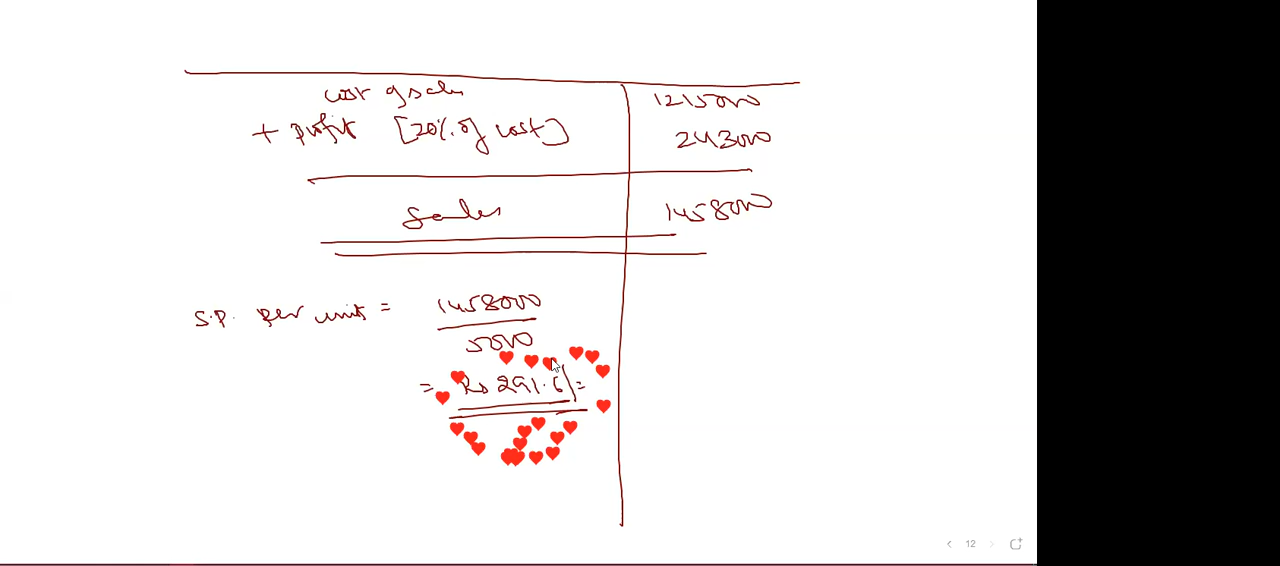 cost of sales 1215000
+ profit [20% of cost] 243000
Sales 1458000
S.P. per unit = 1458000
5000
= Rs 291.6/=
12